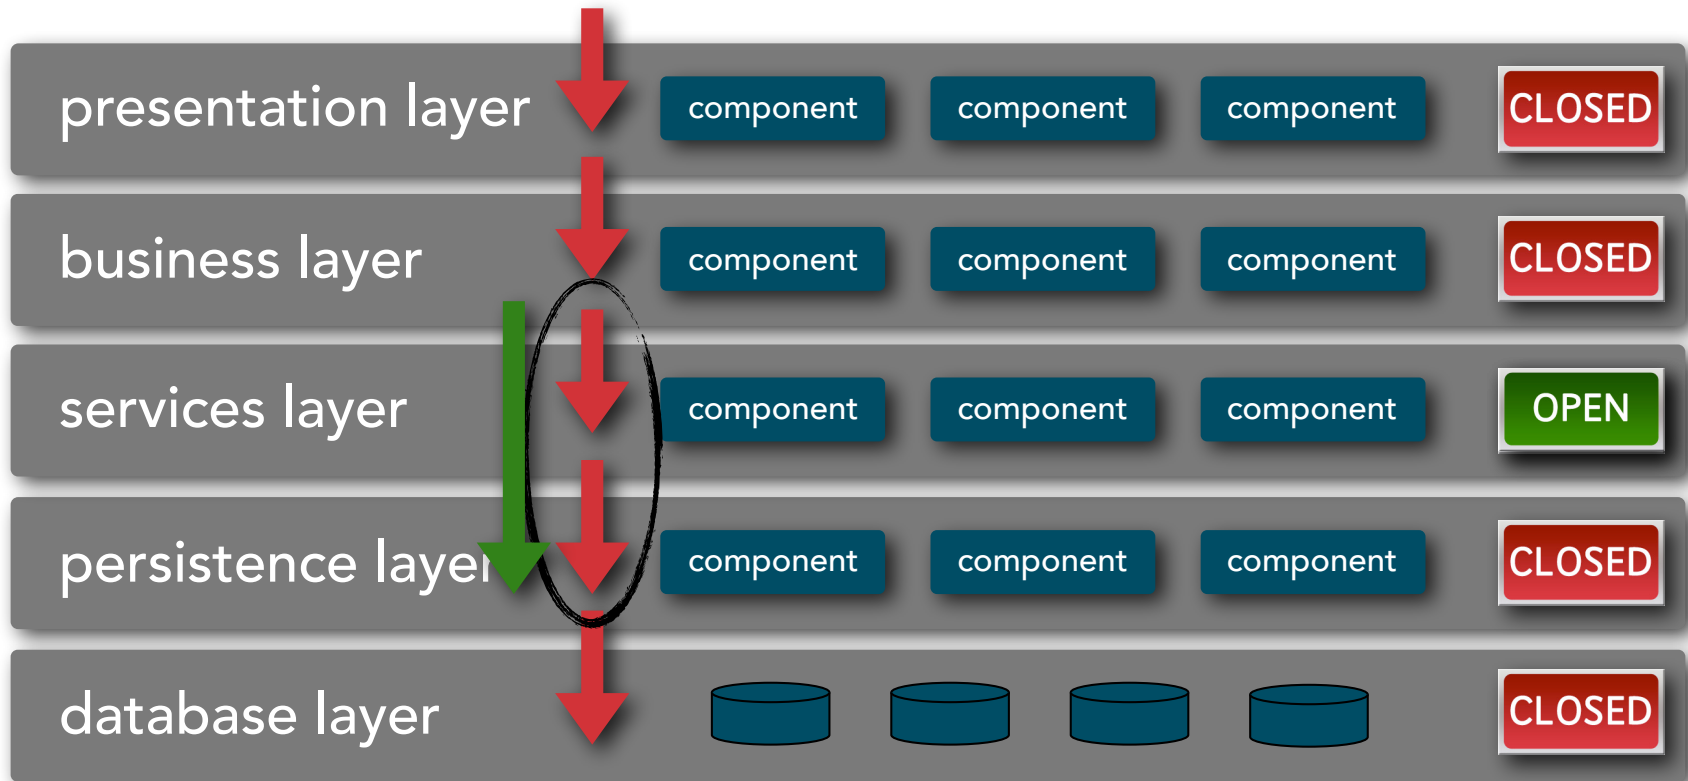 presentation layer component component component CLOSED
business layer component component component CLOSED
services layer component component component OPEN
persistence layer component component component CLOSED
database layer CLOSED